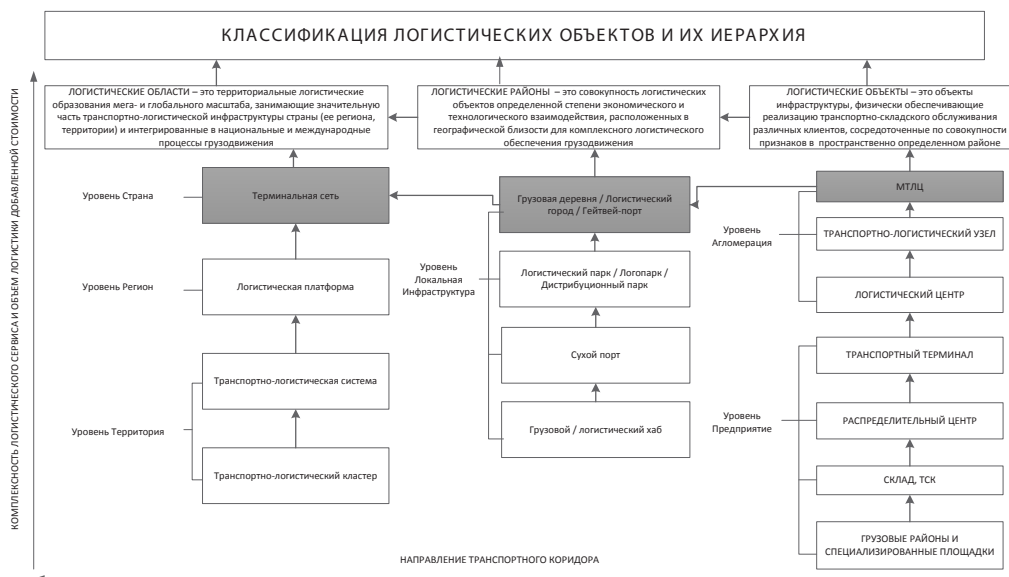 КЛАССИФИКАЦИЯ ЛОГИСТИЧЕСКИХ ОБЪЕКТОВ И ИХ ИЕРАРХИЯ
ЛОГИСТИЧЕСКИЕ ОБЛАСТИ – это территориальные логистические
образования мега- и глобального масштаба, занимающие значительную
часть транспортно-логистической инфраструктуры страны (ее региона,
территории) и интегрированные в национальные и международные
процессы грузодвижения
ЛОГИСТИЧЕСКИЕ РАЙОНЫ – это совокупность логистических
объектов определенной степени экономического и
технологического взаимодействия, расположенных в
географической близости для комплексного логистического
обеспечения грузодвижения
ЛОГИСТИЧЕСКИЕ ОБЪЕКТЫ – это объекты
инфраструктуры, физически обеспечивающие
реализацию транспортно-складского обслуживания
различных клиентов, сосредоточенные по совокупности
признаков в пространственно определенном районе
КОМПЛЕКСНОСТЬ ЛОГИСТИЧЕСКОГО СЕРВИСА И ОБЪЕМ ЛОГИСТИКИ ДОБАВЛЕННОЙ СТОИМОСТИ
Уровень Страна
Терминальная сеть
Уровень Регион
Логистическая платформа
Транспортно-логистическая система
Уровень Территория
Транспортно-логистический кластер
Грузовая деревня / Логистический
город / Гейтвей-порт
Уровень
Локальная
Инфраструктура
Логистический парк / Логопарк /
Дистрибуционный парк
Сухой порт
Грузовой / логистический хаб
МТЛЦ
Уровень
Агломерация
ТРАНСПОРТНО-ЛОГИСТИЧЕСКИЙ УЗЕЛ
ЛОГИСТИЧЕСКИЙ ЦЕНТР
ТРАНСПОРТНЫЙ ТЕРМИНАЛ
Уровень
Предприятие
РАСПРЕДЕЛИТЕЛЬНЫЙ ЦЕНТР
СКЛАД, ТСК
ГРУЗОВЫЕ РАЙОНЫ И
СПЕЦИАЛИЗИРОВАННЫЕ ПЛОЩАДКИ
НАПРАВЛЕНИЕ ТРАНСПОРТНОГО КОРИДОРА